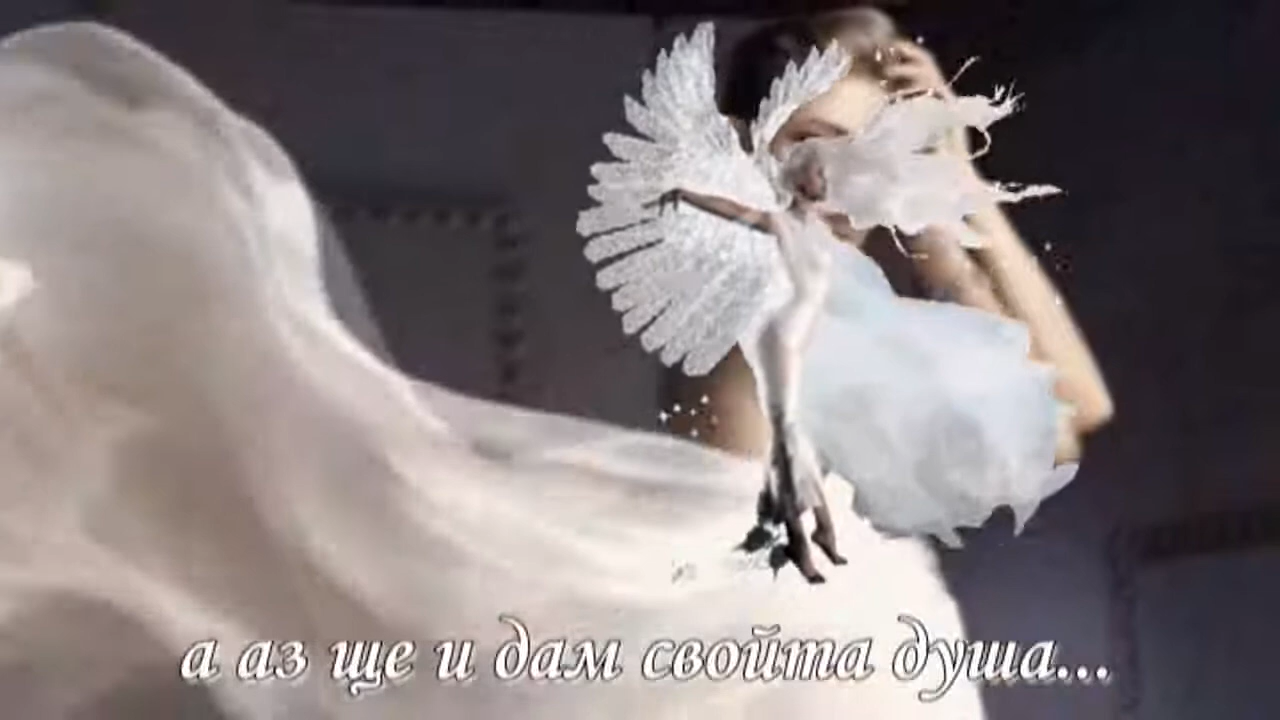 а аз ще и дам свойта душа...